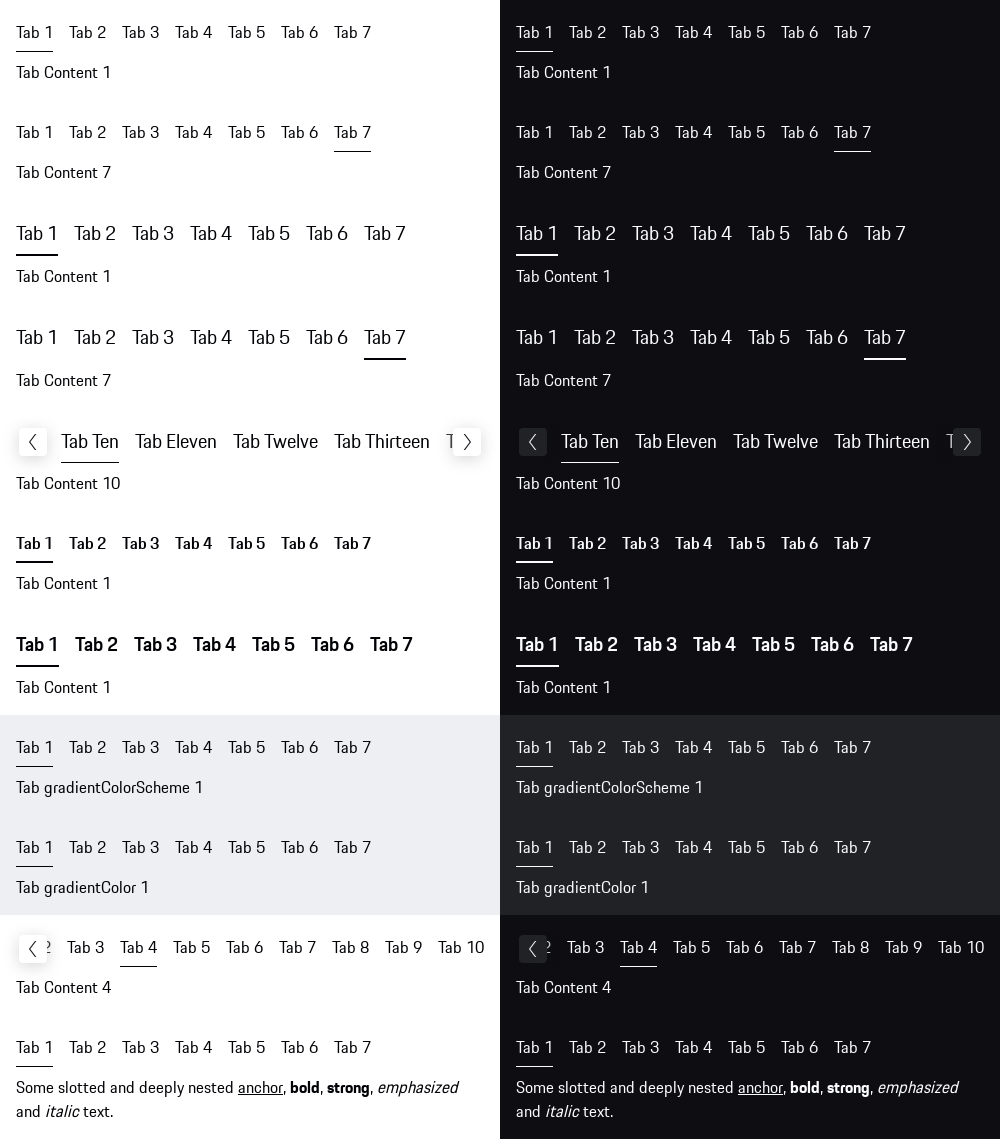 Tab 1 Tab 2 Tab 3 Tab 4 Tab 5 Tab 6 Tab 7
Tab Content 1
Tab 1 Tab 2 Tab 3 Tab 4 Tab 5 Tab 6 Tab 7
Tab Content 7
Tab 1 Tab 2 Tab 3 Tab 4 Tab 5 Tab 6 Tab 7
Tab Content 1
Tab 1 Tab 2 Tab 3 Tab 4 Tab 5 Tab 6 Tab 7
Tab Content 7
Tab Ten Tab Eleven Tab Twelve Tab Thirteen
Tab Content 10
Tab 1 Tab 2 Tab 3 Tab 4 Tab 5 Tab 6 Tab 7
Tab Content 1
Tab 1 Tab 2 Tab 3 Tab 4 Tab 5 Tab 6 Tab 7
Tab Content 1
Tab 1 Tab 2 Tab 3 Tab 4 Tab 5 Tab 6 Tab 7
Tab gradientColorScheme 1
Tab 1 Tab 2 Tab 3 Tab 4 Tab 5 Tab 6 Tab 7
Tab gradientColor 1
Tab 3 Tab 4 Tab 5 Tab 6 Tab 7 Tab 8 Tab 9 Tab 10
Tab Content 4
Tab 1 Tab 2 Tab 3 Tab 4 Tab 5 Tab 6 Tab 7
Some slotted and deeply nested anchor, bold, strong, emphasized
and italic text.
Tab 1 Tab 2 Tab 3 Tab 4 Tab 5 Tab 6 Tab 7
Tab Content 1
Tab 1 Tab 2 Tab 3 Tab 4 Tab 5 Tab 6 Tab 7
Tab Content 7
Tab 1 Tab 2 Tab 3 Tab 4 Tab 5 Tab 6 Tab 7
Tab Content 1
Tab 1 Tab 2 Tab 3 Tab 4 Tab 5 Tab 6 Tab 7
Tab Content 7
Tab Ten Tab Eleven Tab Twelve Tab Thirteen
Tab Content 10
Tab 1 Tab 2 Tab 3 Tab 4 Tab 5 Tab 6 Tab 7
Tab Content 1
Tab 1 Tab 2 Tab 3 Tab 4 Tab 5 Tab 6 Tab 7
Tab Content 1
Tab 1 Tab 2 Tab 3 Tab 4 Tab 5 Tab 6 Tab 7
Tab gradientColorScheme 1
Tab 1 Tab 2 Tab 3 Tab 4 Tab 5 Tab 6 Tab 7
Tab gradientColor 1
Tab 3 Tab 4 Tab 5 Tab 6 Tab 7 Tab 8 Tab 9 Tab 10
Tab Content 4
Tab 1 Tab 2 Tab 3 Tab 4 Tab 5 Tab 6 Tab 7
Some slotted and deeply nested anchor, bold, strong, emphasized
and italic text.